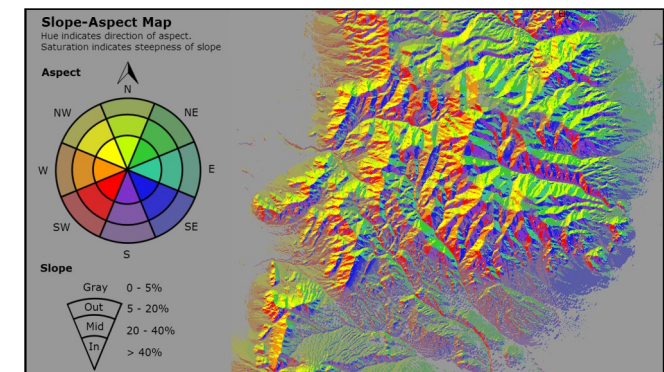 Slope-Aspect Map
Hue indicates direction of aspect.
Saturation indicates steepness of slope
Aspect
N
NW
NE
W
E
SW
SE
S
Slope
Gray 0 - 5%
Out 5 - 20%
Mid 20 - 40%
In > 40%